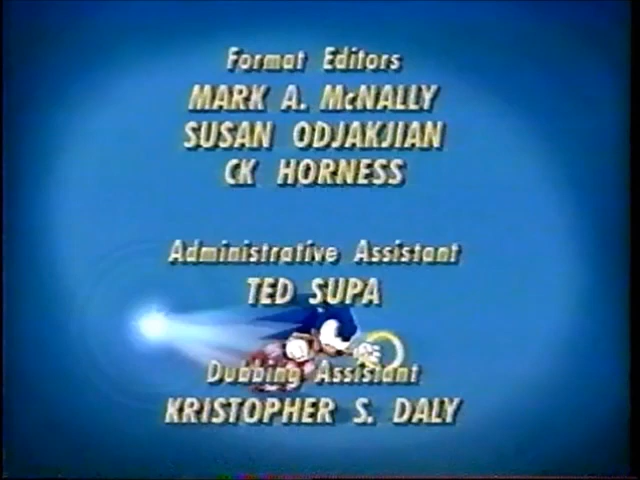 Format Editors
MARK A. McNALLY
SUSAN ODJAKJIAN
CK HORNESS
Administrative Assistant
TED SUPA
Dubbing Assistant
KRISTOPHER S. DALY